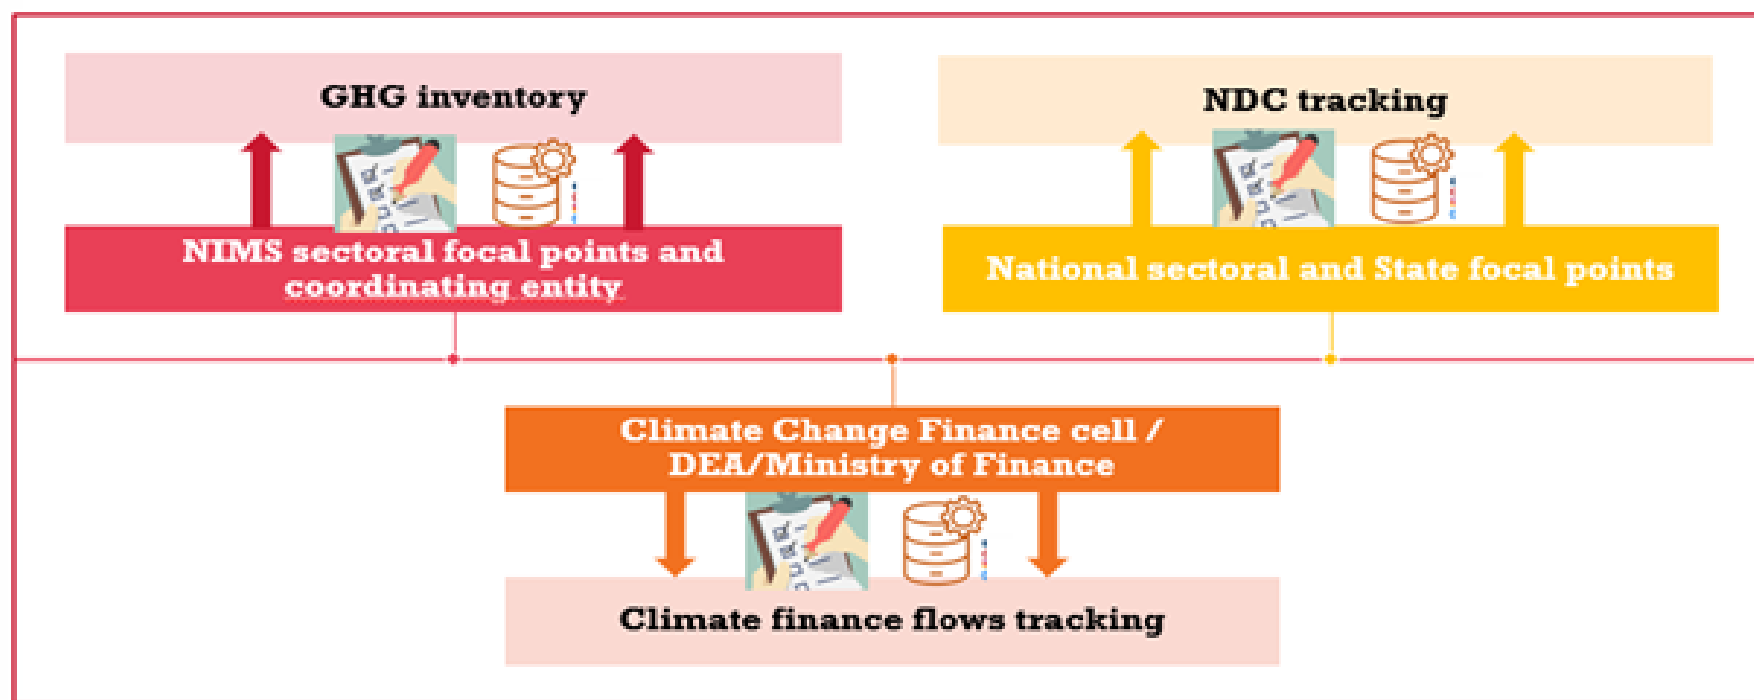 GHG inventory
NDC tracking
NIMS sectoral focal points and
coordinating entity
National sectoral and State focal points
Climate Change Finance cell /
DEA/Ministry of Finance
Climate finance flows tracking